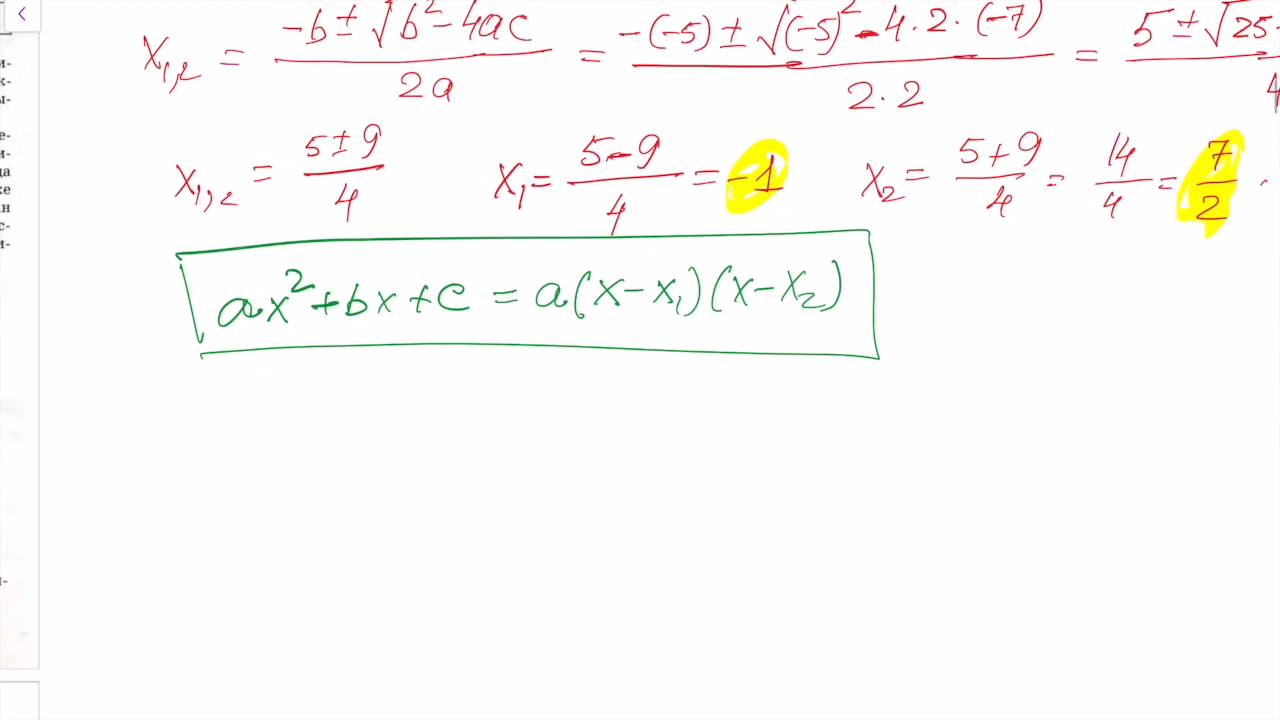 x₁,₂ = (-b ± √(b² - 4ac)) / 2a = (-(-5) ± √((-5)² - 4 · 2 · (-7))) / (2 · 2) = (5 ± √25 / 4
x₁,₂ = (5 ± 9) / 4 x₁ = (5 - 9) / 4 = -1 x₂ = (5 + 9) / 4 = 14/4 = 7/2
ax² + bx + c = a(x - x₁)(x - x₂)